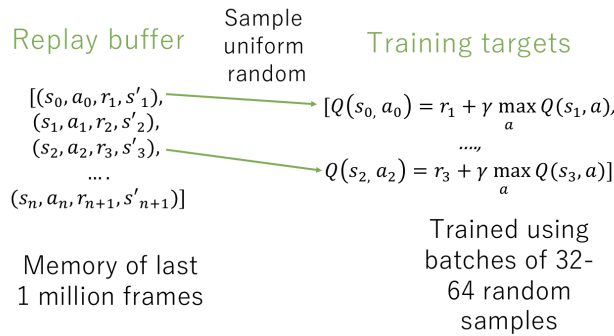 Replay buffer
[(s₀, a₀, r₁, s'₁),
(s₁, a₁, r₂, s'₂),
(s₂, a₂, r₃, s'₃),
... .
(sₙ, aₙ, rₙ₊₁, s'ₙ₊₁)]
Memory of last
1 million frames
Sample
uniform
random
Training targets
[Q(s₀, a₀) = r₁ + γ max Q(s₁, a),
a
....,
Q(s₂, a₂) = r₃ + γ max Q(s₃, a)]
a
Trained using
batches of 32-
64 random
samples